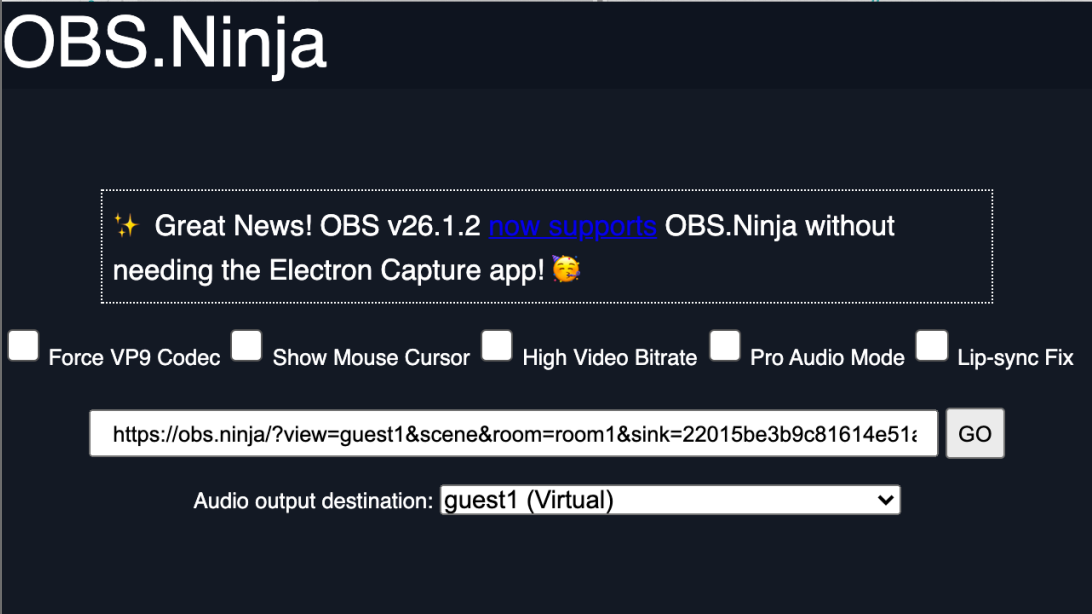 OBS.Ninja
✨ Great News! OBS v26.1.2 now supports OBS.Ninja without
needing the Electron Capture app! 🥳
Force VP9 Codec Show Mouse Cursor High Video Bitrate Pro Audio Mode Lip-sync Fix
https://obs.ninja/?view=guest1&scene&room=room1&sink=22015be3b9c81614e51a GO
Audio output destination: guest1 (Virtual)